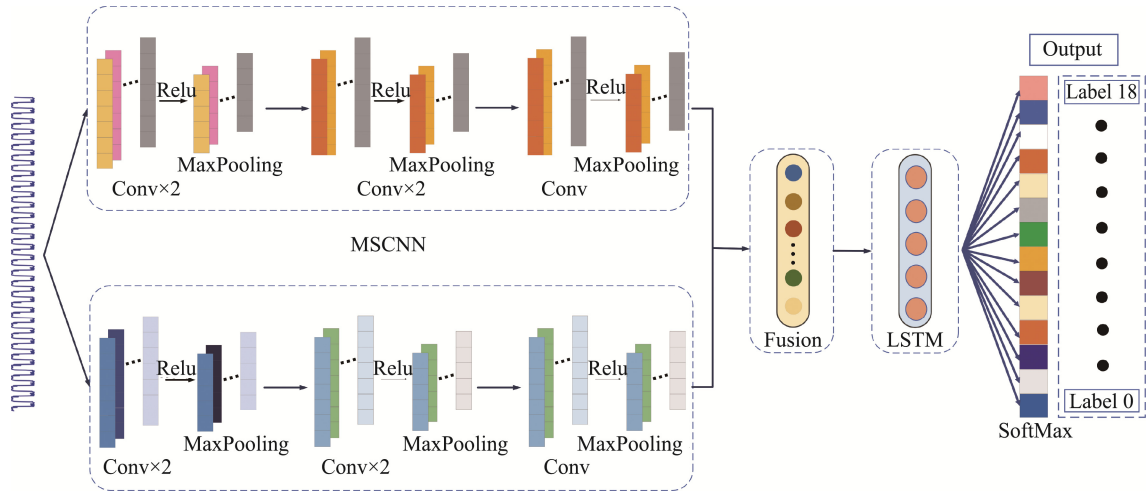 Relu
MaxPooling
Conv×2
Relu
MaxPooling
Conv×2
Relu
MaxPooling
Conv
MSCNN
Relu
MaxPooling
Conv×2
Relu
MaxPooling
Conv×2
Relu
MaxPooling
Conv
Fusion
LSTM
SoftMax
Output
Label 18
Label 0